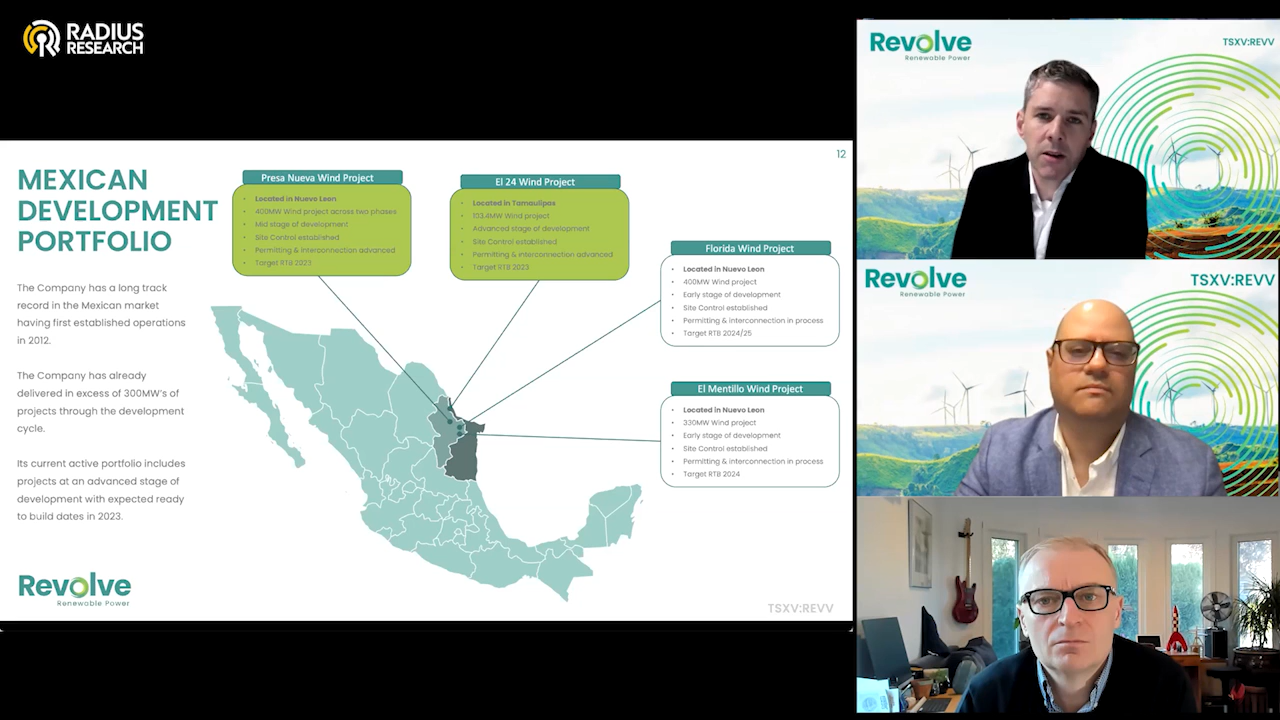 RADIUS
RESEARCH
12
MEXICAN
DEVELOPMENT
PORTFOLIO
The Company has a long track
record in the Mexican market
having first established operations
in 2012.
The Company has already
delivered in excess of 300MW's of
projects through the development
cycle.
Its current active portfolio includes
projects at an advanced stage of
development with expected ready
to build dates in 2023.
Presa Nueva Wind Project
• Located in Nuevo Leon
• 400MW Wind project across two phases
• Mid stage of development
• Site Control established
• Permitting & interconnection advanced
• Target RTB 2023
El 24 Wind Project
• Located in Tamaulipas
• 103.4MW Wind project
• Advanced stage of development
• Site Control established
• Permitting & interconnection advanced
• Target RTB 2023
Florida Wind Project
• Located in Nuevo Leon
• 400MW Wind project
• Early stage of development
• Site Control established
• Permitting & interconnection in process
• Target RTB 2024/25
El Mentillo Wind Project
• Located in Nuevo Leon
• 330MW Wind project
• Early stage of development
• Site Control established
• Permitting & interconnection in process
• Target RTB 2024
Revolve
Renewable Power
TSXV:REVV
Revolve
Renewable Power
TSXV:REVV
Revolve
Renewable Power
TSXV:REVV